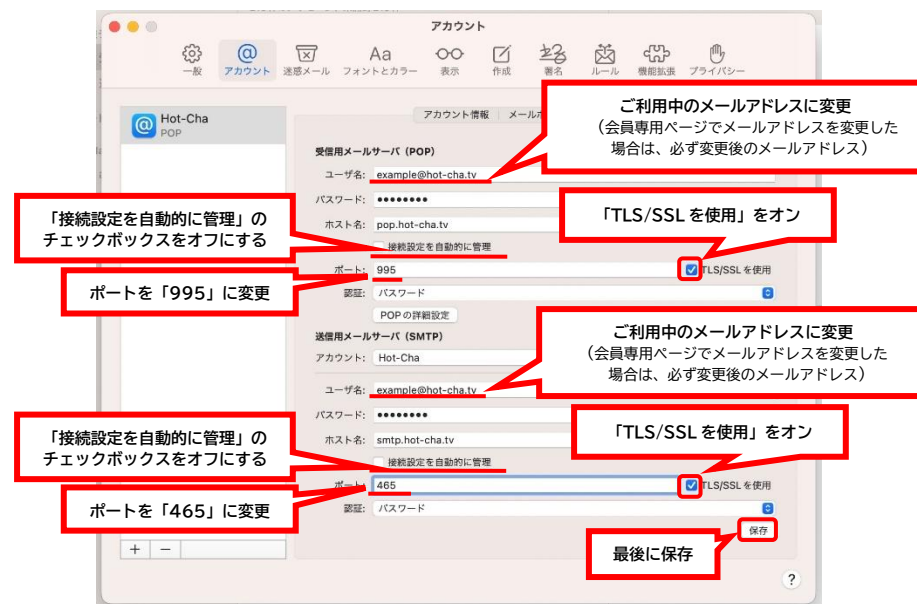 アカウント
一般
アカウント
迷惑メール
フォントとカラー
表示
作成
署名
ルール
機能拡張
プライバシー
Hot-Cha
POP
アカウント情報
ご利用中のメールアドレスに変更
（会員専用ページでメールアドレスを変更した
場合は、必ず変更後のメールアドレス）
受信用メールサーバ（POP）
ユーザ名: example@hot-cha.tv
パスワード: ●●●●●●●●
「TLS/SSL を使用」をオン
「接続設定を自動的に管理」の
チェックボックスをオフにする
ホスト名: pop.hot-cha.tv
接続設定を自動的に管理
ポート: 995
TLS/SSL を使用
ポートを「995」に変更
認証: パスワード
POP の詳細設定
送信用メールサーバ（SMTP）
ご利用中のメールアドレスに変更
（会員専用ページでメールアドレスを変更した
場合は、必ず変更後のメールアドレス）
アカウント: Hot-Cha
ユーザ名: example@hot-cha.tv
パスワード: ●●●●●●●●
「TLS/SSL を使用」をオン
「接続設定を自動的に管理」の
チェックボックスをオフにする
ホスト名: smtp.hot-cha.tv
接続設定を自動的に管理
ポート: 465
TLS/SSL を使用
ポートを「465」に変更
認証: パスワード
保存
最後に保存
+ −
?